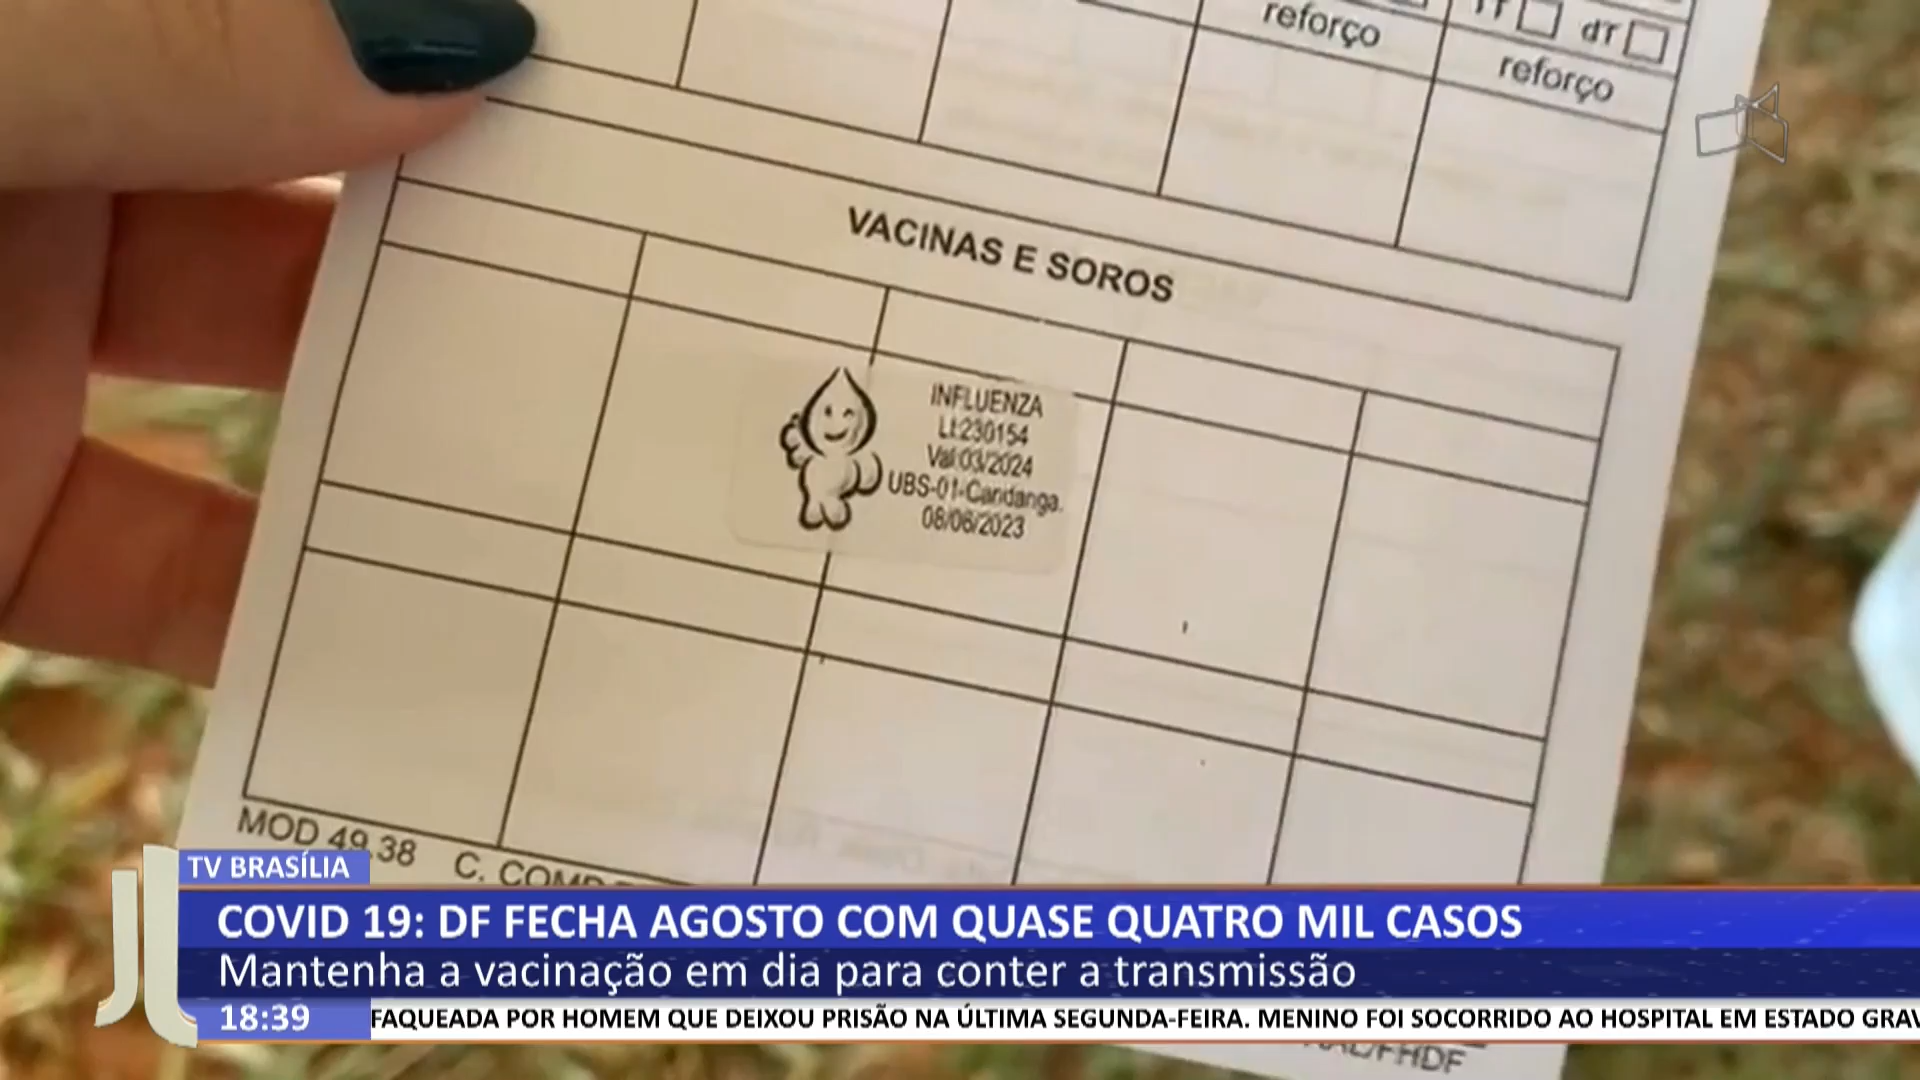 reforço
TT dT
reforço
VACINAS E SOROS
INFLUENZA
Lt:230154
Val:03/2024
UBS-01-Candanga.
08/06/2023
MOD 49.38 C. COMP
TV BRASÍLIA
COVID 19: DF FECHA AGOSTO COM QUASE QUATRO MIL CASOS
Mantenha a vacinação em dia para conter a transmissão
18:39 FAQUEADA POR HOMEM QUE DEIXOU PRISÃO NA ÚLTIMA SEGUNDA-FEIRA. MENINO FOI SOCORRIDO AO HOSPITAL EM ESTADO GRAV